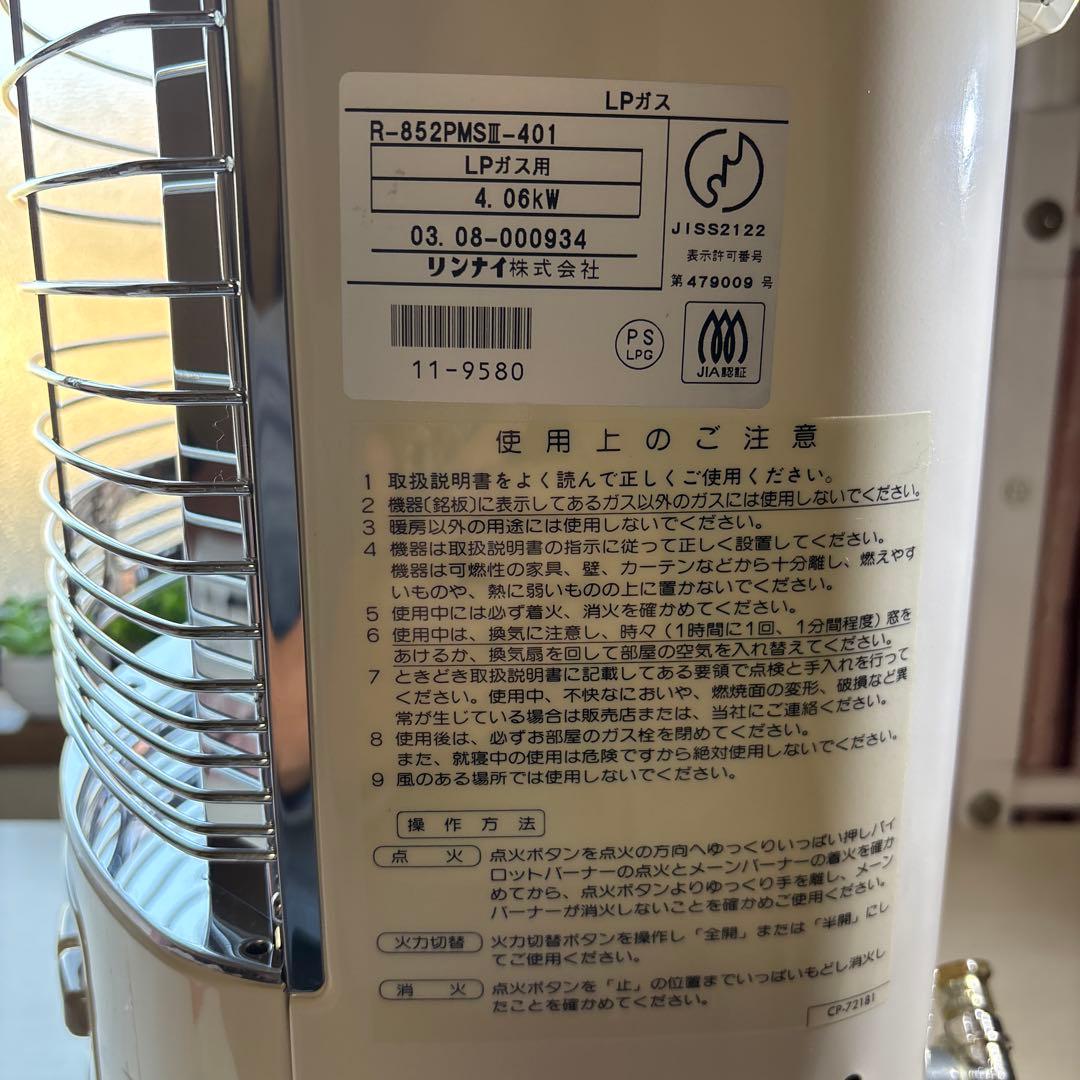 LPガス
R-852PMSⅢ-401
LPガス用
4.06kW
03.08-000934
リンナイ株式会社
JISS2122
表示許可番号
第479009号
11-9580
PS
LPG
JIA認証
使用上のご注意
1 取扱説明書をよく読んで正しくご使用ください。
2 機器〔銘板〕に表示してあるガス以外のガスには使用しないでください。
3 暖房以外の用途には使用しないでください。
4 機器は取扱説明書の指示に従って正しく設置してください。
機器は可燃性の家具、壁、カーテンなどから十分離し、燃えやす
いものや、熱に弱いものの上に置かないでください。
5 使用中には必ず着火、消火を確かめてください。
6 使用中は、換気に注意し、時々（1時間に1回、1分間程度）窓を
あけるか、換気扇を回して部屋の空気を入れ替えてください。
7 ときどき取扱説明書に記載してある要領で点検と手入れを行って
ください。使用中、不快なにおいや、燃焼面の変形、破損など異
常が生じている場合は販売店または、当社にご連絡ください。
8 使用後は、必ずお部屋のガス栓を閉めてください。
また、就寝中の使用は危険ですから絶対使用しないでください。
9 風のある場所では使用しないでください。
操作方法
点火 点火ボタンを点火の方向へゆっくりいっぱい押しパイ
ロットバーナーの点火とメーンバーナーの着火を確か
めてから、点火ボタンよりゆっくり手を離し、メーン
バーナーが消火しないことを確かめご使用ください。
火力切替 火力切替ボタンを操作し「全開」または「半開」にし
てご使用ください。
消火 点火ボタンを「止」の位置までいっぱいもどし消火し
たことを確かめてください。
CP-72181